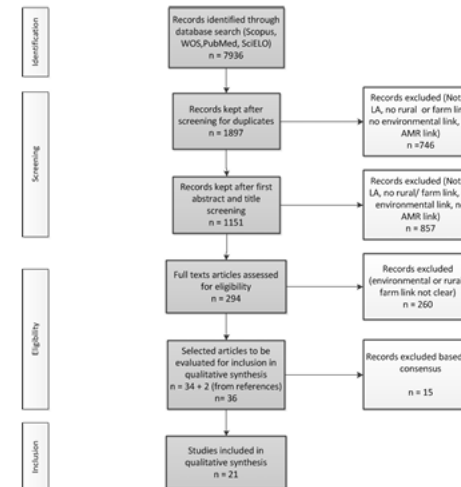 Identification
Records identified through
database search (Scopus,
WOS,PubMed, SciELO)
n = 7936
Screening
Records kept after
screening for duplicates
n = 1897
Records excluded (Not
LA, no rural or farm lin
no environmental link,
AMR link)
n =746
Records kept after first
abstract and title
screening
n = 1151
Records excluded (Not
LA, no rural/ farm link,
environmental link, n
AMR link)
n = 857
Eligibility
Full texts articles assessed
for eligibility
n = 294
Records excluded
(environmental or rura
farm link not clear)
n = 260
Selected articles to be
evaluated for inclusion in
qualitative synthesis
n = 34 + 2 (from references)
n= 36
Records excluded based
consensus
n = 15
Inclusion
Studies included in
qualitative synthesis
n = 21